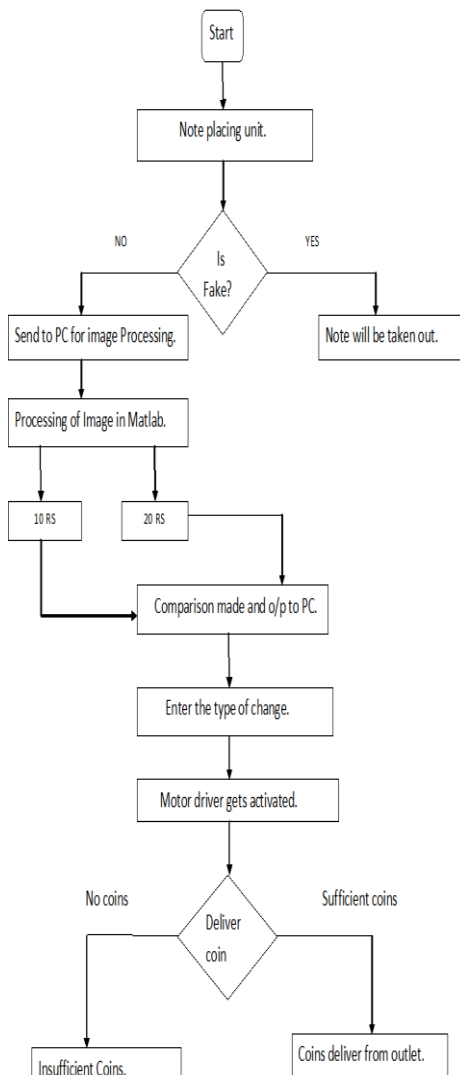 Start
Note placing unit.
NO
Is
Fake?
YES
Send to PC for image Processing.
Note will be taken out.
Processing of Image in Matlab.
10 RS
20 RS
Comparison made and o/p to PC.
Enter the type of change.
Motor driver gets activated.
No coins
Deliver
coin
Sufficient coins
Insufficient Coins.
Coins deliver from outlet.